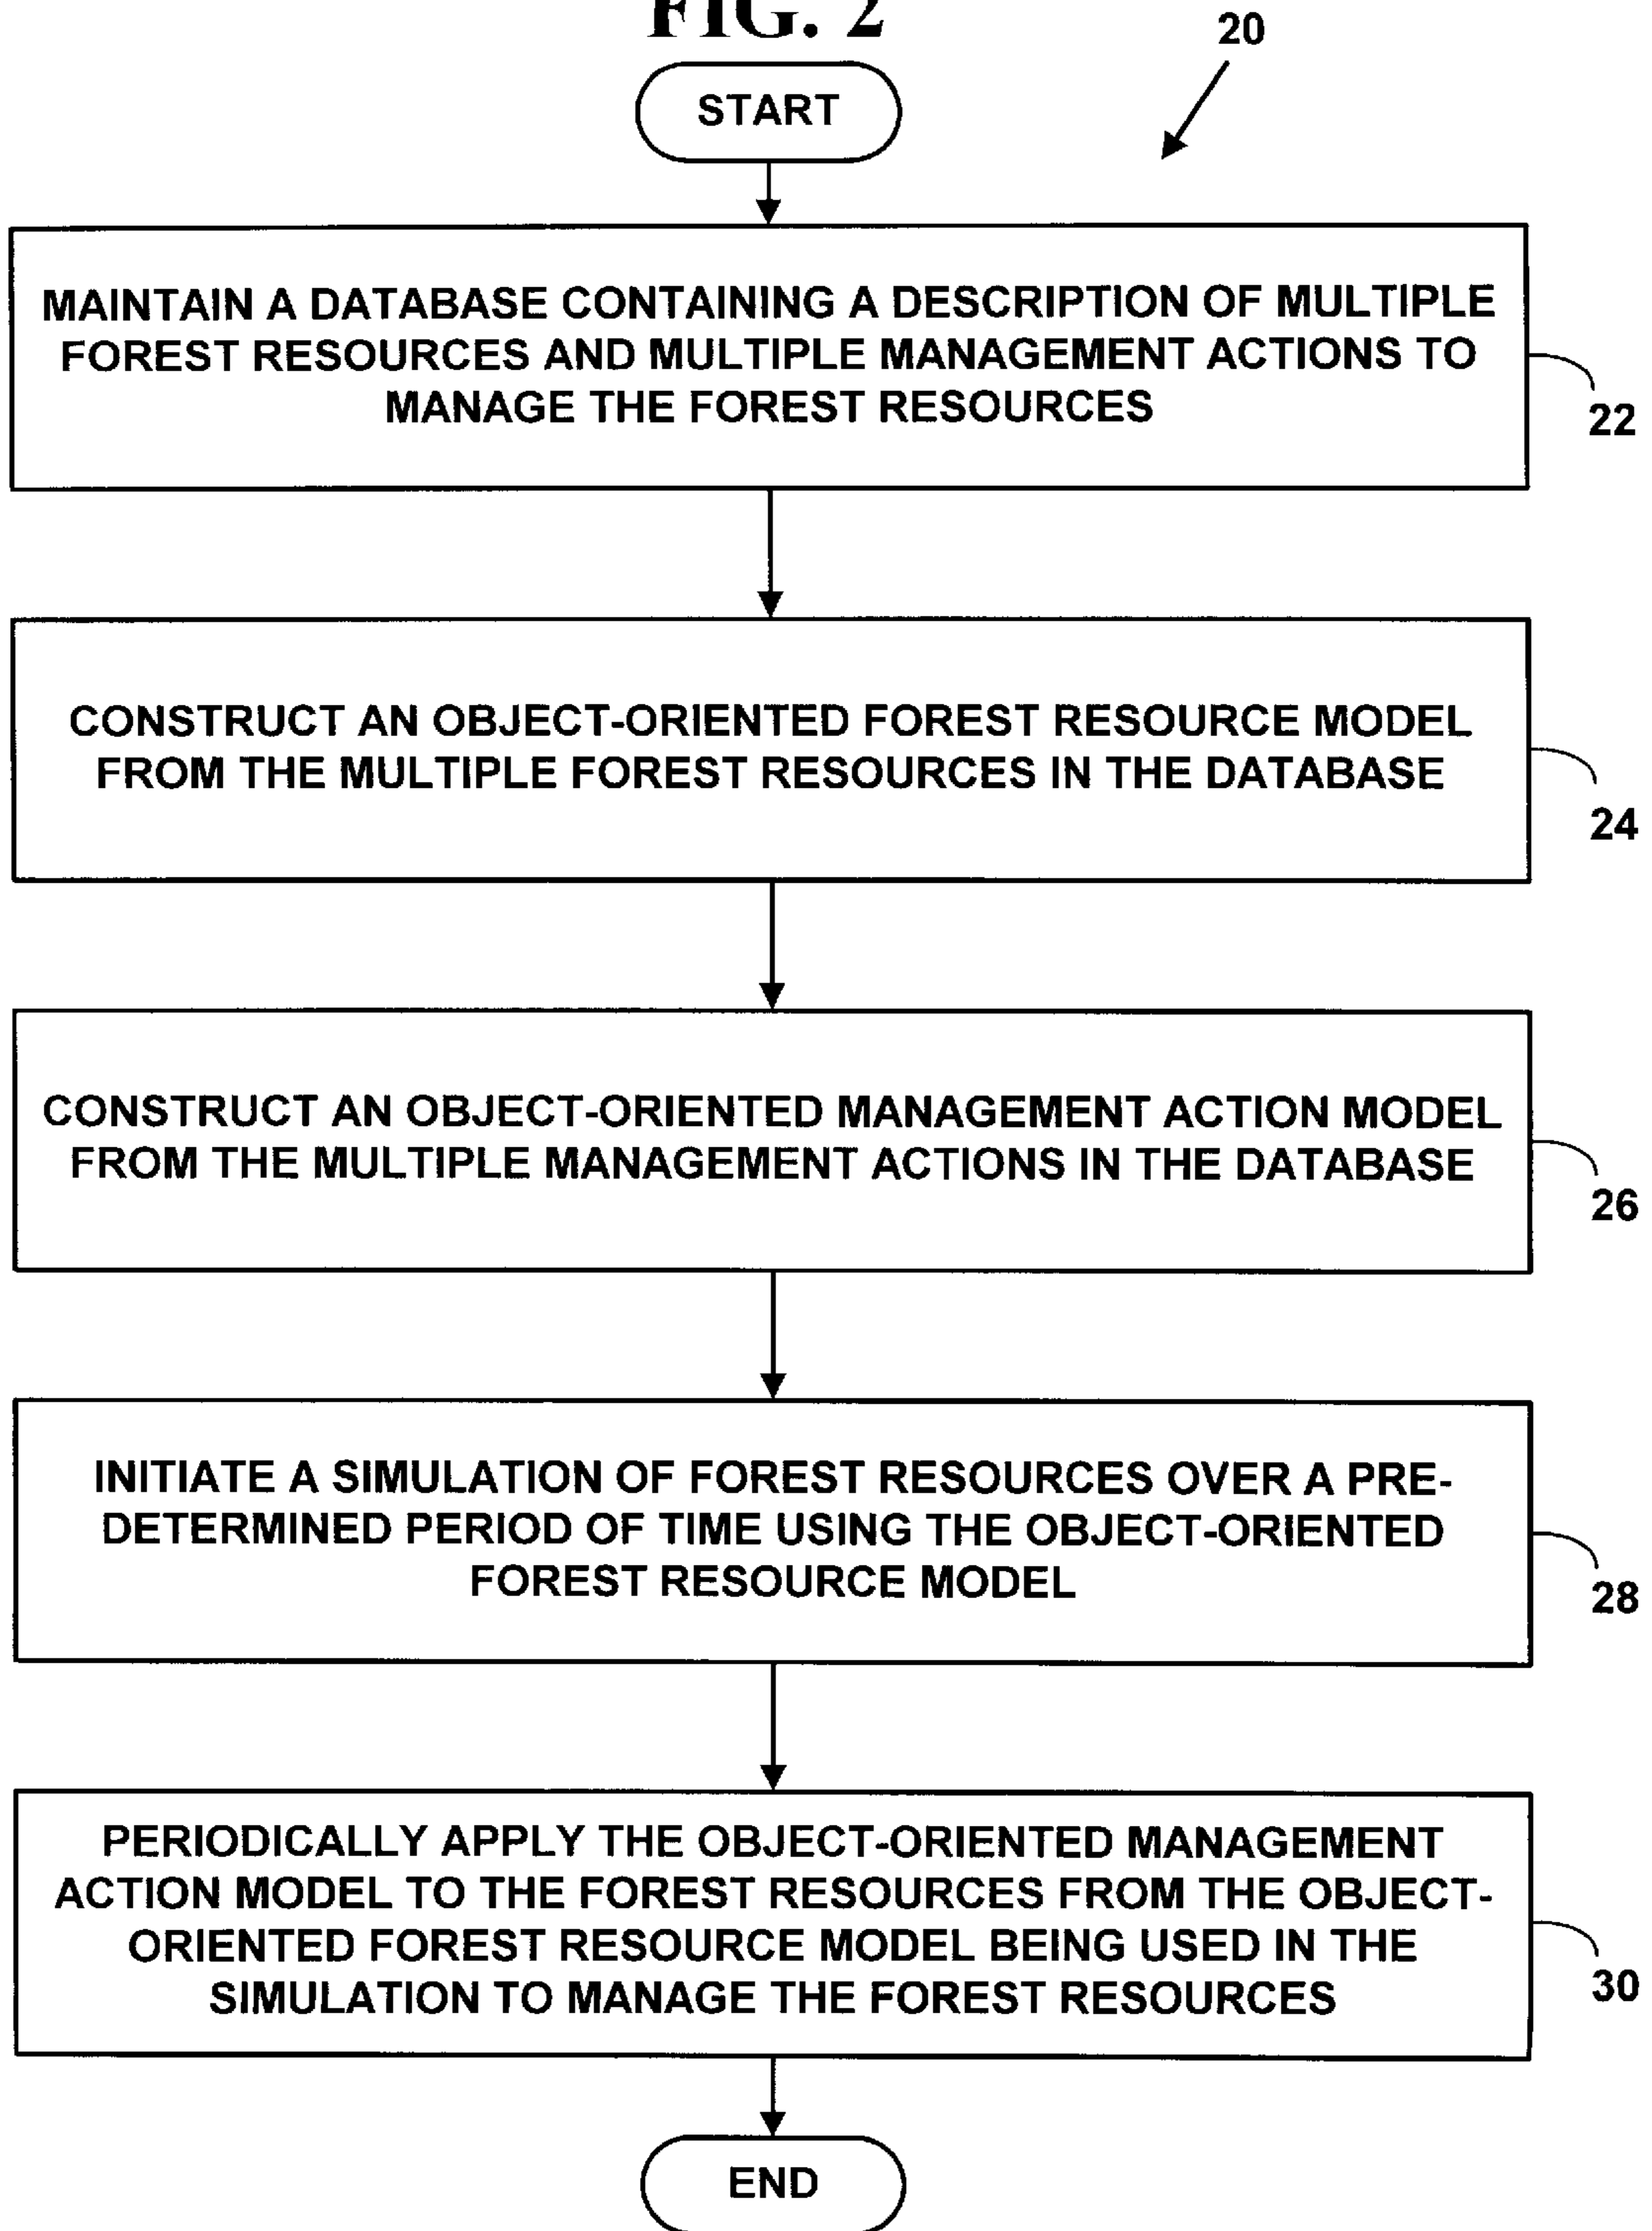 FIG. 2
20
START
MAINTAIN A DATABASE CONTAINING A DESCRIPTION OF MULTIPLE
FOREST RESOURCES AND MULTIPLE MANAGEMENT ACTIONS TO
MANAGE THE FOREST RESOURCES
22
CONSTRUCT AN OBJECT-ORIENTED FOREST RESOURCE MODEL
FROM THE MULTIPLE FOREST RESOURCES IN THE DATABASE
24
CONSTRUCT AN OBJECT-ORIENTED MANAGEMENT ACTION MODEL
FROM THE MULTIPLE MANAGEMENT ACTIONS IN THE DATABASE
26
INITIATE A SIMULATION OF FOREST RESOURCES OVER A PRE-
DETERMINED PERIOD OF TIME USING THE OBJECT-ORIENTED
FOREST RESOURCE MODEL
28
PERIODICALLY APPLY THE OBJECT-ORIENTED MANAGEMENT
ACTION MODEL TO THE FOREST RESOURCES FROM THE OBJECT-
ORIENTED FOREST RESOURCE MODEL BEING USED IN THE
SIMULATION TO MANAGE THE FOREST RESOURCES
30
END